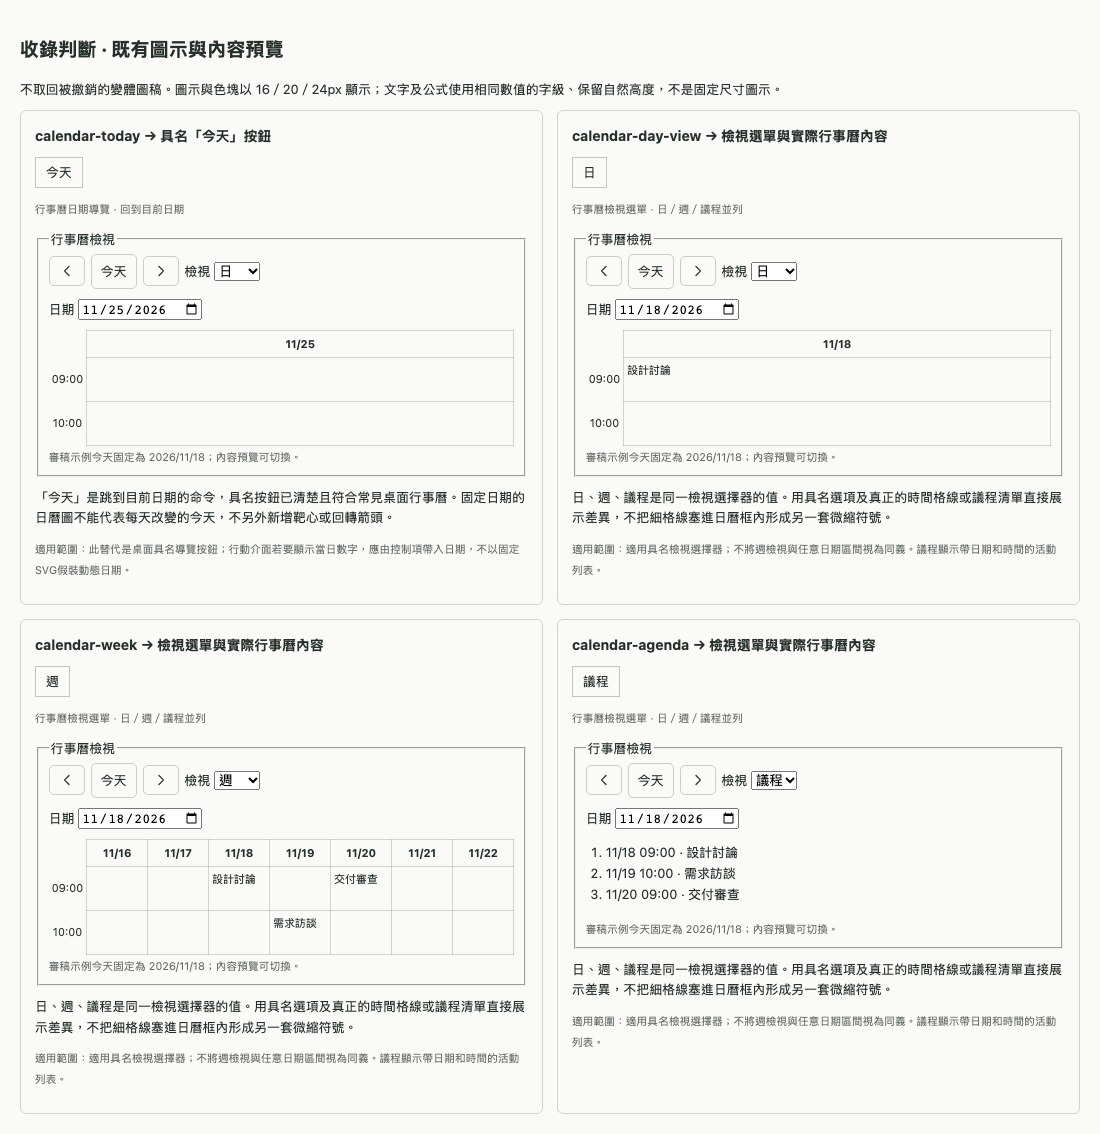 收錄判斷 · 既有圖示與內容預覽
不取回被撤銷的變體圖稿。圖示與色塊以 16 / 20 / 24px 顯示；文字及公式使用相同數值的字級、保留自然高度，不是固定尺寸圖示。
calendar-today → 具名「今天」按鈕
今天
行事曆日期導覽 · 回到目前日期
行事曆檢視
今天 檢視 日
日期 11/25/2026
11/25
09:00
10:00
審稿示例今天固定為 2026/11/18；內容預覽可切換。
「今天」是跳到目前日期的命令，具名按鈕已清楚且符合常見桌面行事曆。固定日期的
日曆圖不能代表每天改變的今天，不另外新增靶心或回轉箭頭。
適用範圍：此替代是桌面具名導覽按鈕；行動介面若要顯示當日數字，應由控制項帶入日期，不以固定
SVG假裝動態日期。
calendar-day-view → 檢視選單與實際行事曆內容
日
行事曆檢視選單 · 日 / 週 / 議程並列
行事曆檢視
今天 檢視 日
日期 11/18/2026
11/18
09:00 設計討論
10:00
審稿示例今天固定為 2026/11/18；內容預覽可切換。
日、週、議程是同一檢視選擇器的值。用具名選項及真正的時間格線或議程清單直接展
示差異，不把細格線塞進日曆框內形成另一套微縮符號。
適用範圍：適用具名檢視選擇器；不將週檢視與任意日期區間視為同義。議程顯示帶日期和時間的活動
列表。
calendar-week → 檢視選單與實際行事曆內容
週
行事曆檢視選單 · 日 / 週 / 議程並列
行事曆檢視
今天 檢視 週
日期 11/18/2026
11/16 11/17 11/18 11/19 11/20 11/21 11/22
09:00 設計討論 交付審查
10:00 需求訪談
審稿示例今天固定為 2026/11/18；內容預覽可切換。
日、週、議程是同一檢視選擇器的值。用具名選項及真正的時間格線或議程清單直接展
示差異，不把細格線塞進日曆框內形成另一套微縮符號。
適用範圍：適用具名檢視選擇器；不將週檢視與任意日期區間視為同義。議程顯示帶日期和時間的活動
列表。
calendar-agenda → 檢視選單與實際行事曆內容
議程
行事曆檢視選單 · 日 / 週 / 議程並列
行事曆檢視
今天 檢視 議程
日期 11/18/2026
1. 11/18 09:00 · 設計討論
2. 11/19 10:00 · 需求訪談
3. 11/20 09:00 · 交付審查
審稿示例今天固定為 2026/11/18；內容預覽可切換。
日、週、議程是同一檢視選擇器的值。用具名選項及真正的時間格線或議程清單直接展
示差異，不把細格線塞進日曆框內形成另一套微縮符號。
適用範圍：適用具名檢視選擇器；不將週檢視與任意日期區間視為同義。議程顯示帶日期和時間的活動
列表。